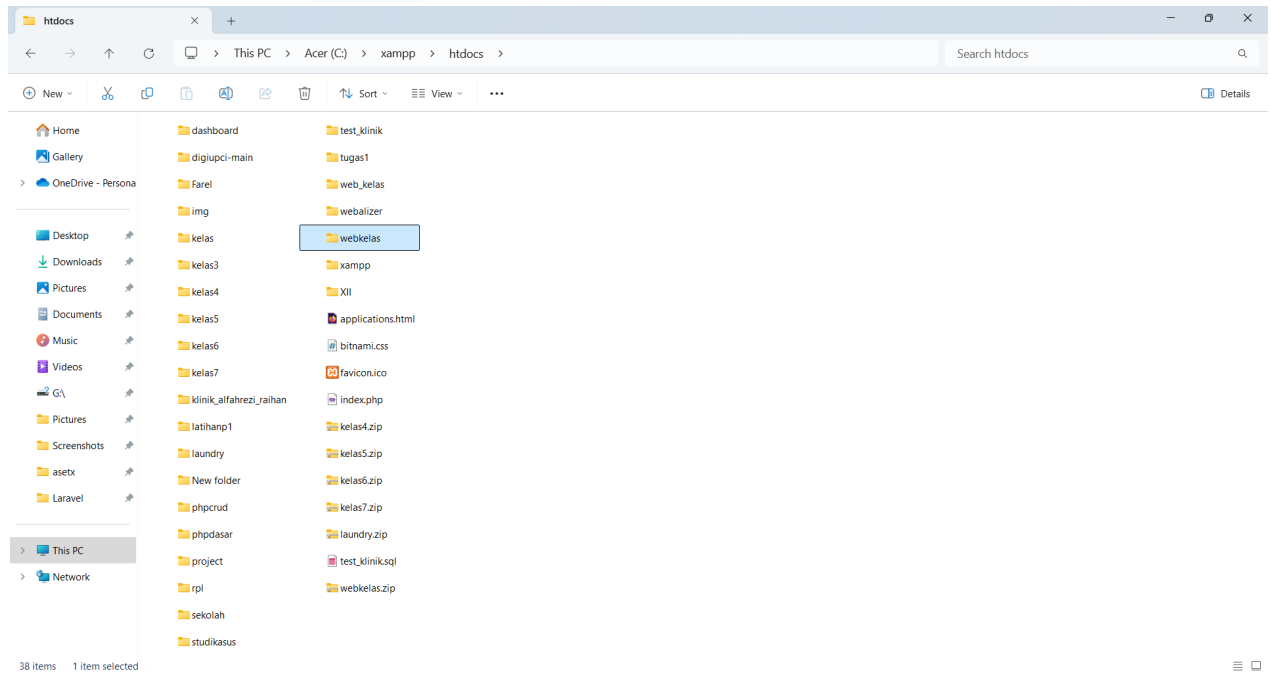 htdocs
This PC > Acer (C:) > xampp > htdocs >
Search htdocs
New
Sort
View
Details
Home
Gallery
OneDrive - Persona
Desktop
Downloads
Pictures
Documents
Music
Videos
G:\
Pictures
Screenshots
asetx
Laravel
This PC
Network
dashboard
digiupci-main
Farel
img
kelas
kelas3
kelas4
kelas5
kelas6
kelas7
klinik_alfahrezi_raihan
latihanp1
laundry
New folder
phpcrud
phpdasar
project
rpl
sekolah
studikasus
test_klinik
tugas1
web_kelas
webalizer
webkelas
xampp
XII
applications.html
bitnami.css
favicon.ico
index.php
kelas4.zip
kelas5.zip
kelas6.zip
kelas7.zip
laundry.zip
test_klinik.sql
webkelas.zip
38 items 1 item selected